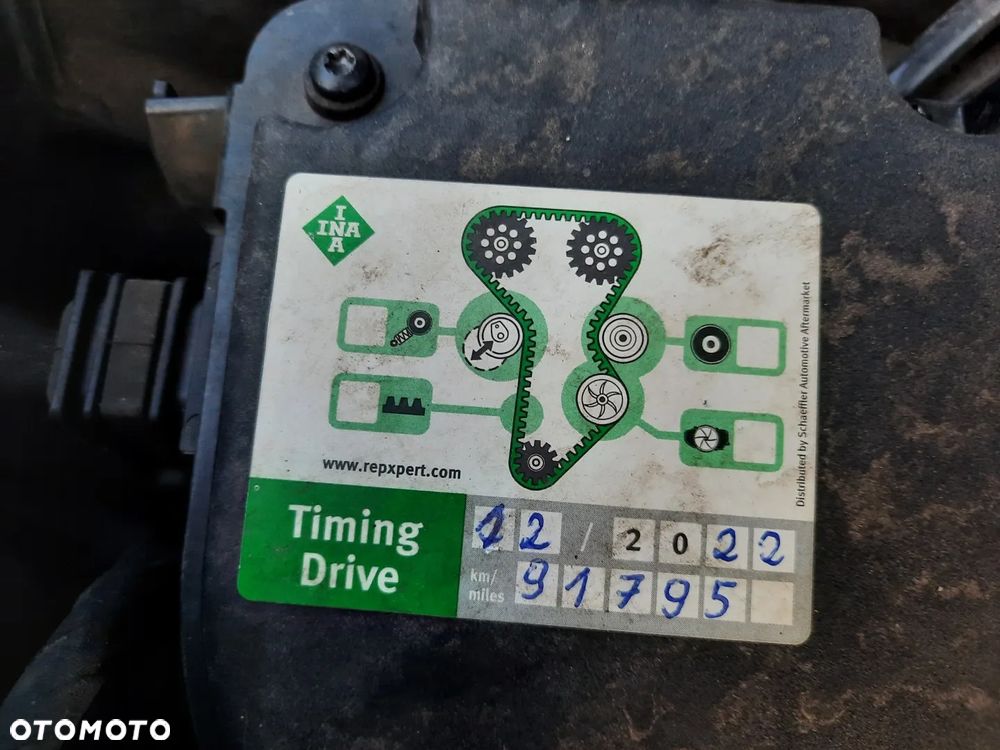 I
INA
A
www.repxpert.com
Distributed by Schaeffler Automotive Aftermarket
Timing
Drive
12 / 2022
km/
miles
91795
OTOMOTO